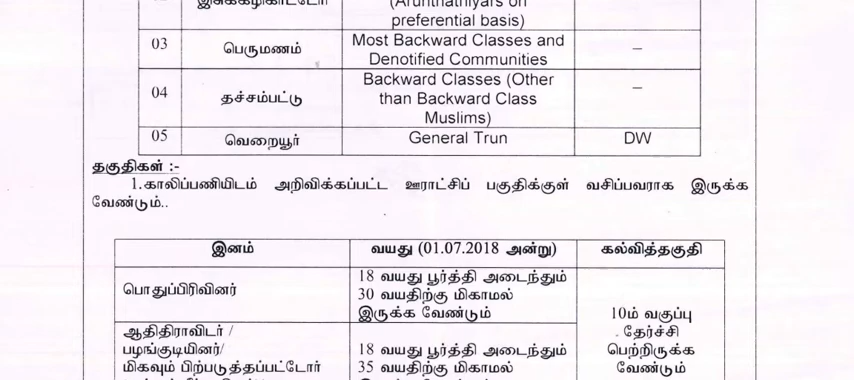 (Arunthathiyars on
preferential basis)
03 பெருமணம் Most Backward Classes and Denotified Communities –
04 தச்சம்பட்டு Backward Classes (Other than Backward Class Muslims) –
05 வெறையூர் General Trun DW
தகுதிகள் :-
1.காலிப்பணியிடம் அறிவிக்கப்பட்ட ஊராட்சிப் பகுதிக்குள் வசிப்பவராக இருக்க
வேண்டும்..
இனம் வயது (01.07.2018 அன்று) கல்வித்தகுதி
பொதுப்பிரிவினர் 18 வயது பூர்த்தி அடைந்தும்
30 வயதிற்கு மிகாமல்
இருக்க வேண்டும்
ஆதிதிராவிடர் /
பழங்குடியினர்/
மிகவும் பிற்படுத்தப்பட்டோர்
18 வயது பூர்த்தி அடைந்தும்
35 வயதிற்கு மிகாமல்
10ம் வகுப்பு
தேர்ச்சி
பெற்றிருக்க
வேண்டும்